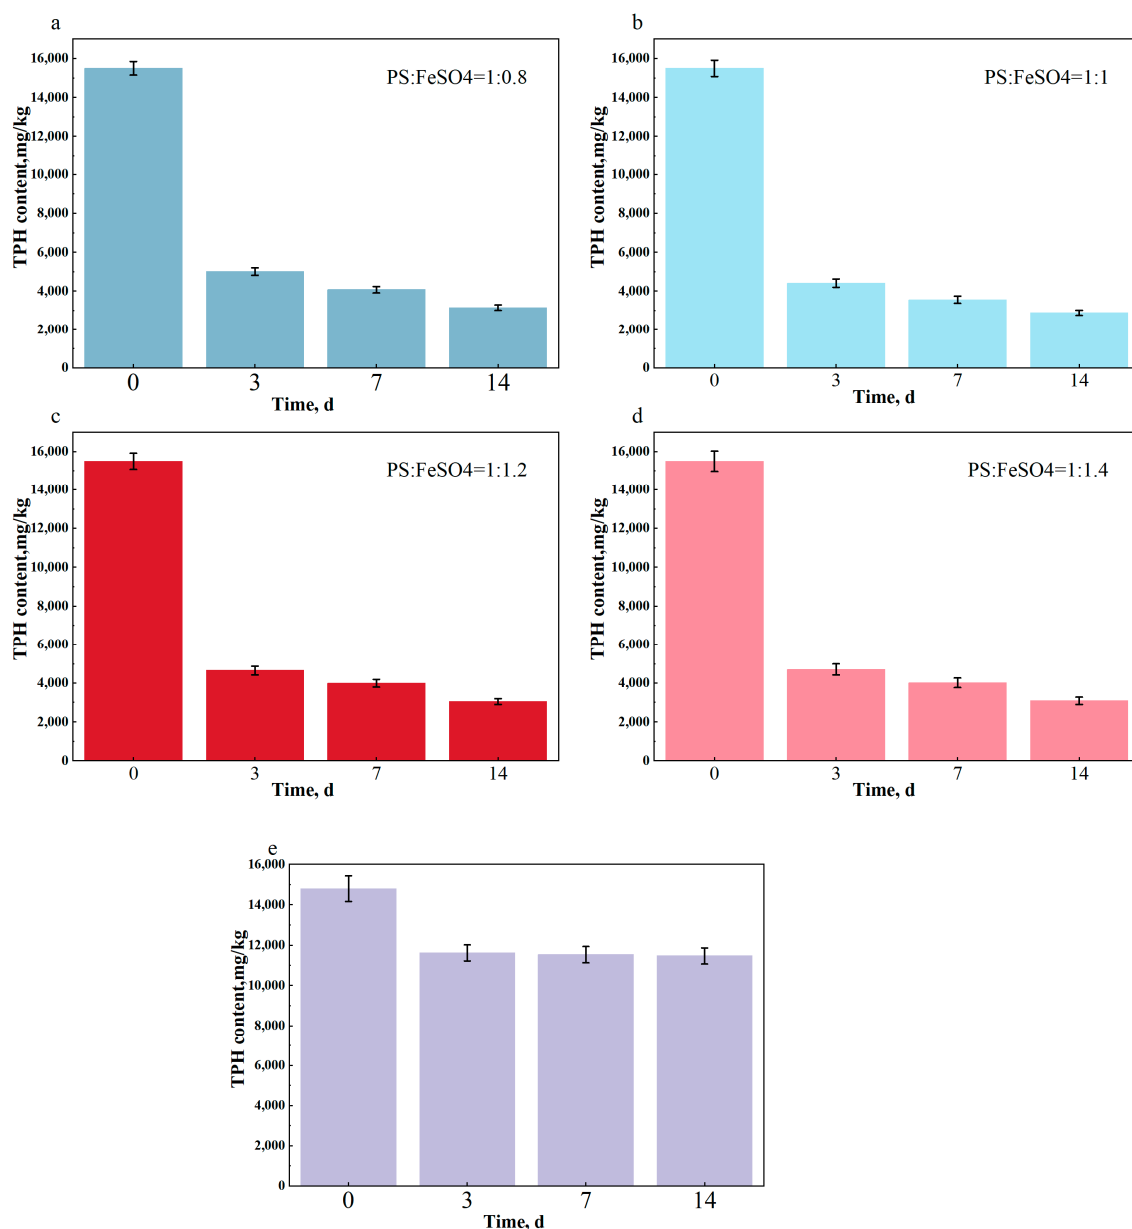 a
PS:FeSO4=1:0.8
TPH content,mg/kg
16,000
14,000
12,000
10,000
8,000
6,000
4,000
2,000
0
0 3 7 14
Time, d
b
PS:FeSO4=1:1
TPH content,mg/kg
16,000
14,000
12,000
10,000
8,000
6,000
4,000
2,000
0
0 3 7 14
Time, d
c
PS:FeSO4=1:1.2
TPH content,mg/kg
16,000
14,000
12,000
10,000
8,000
6,000
4,000
2,000
0
0 3 7 14
Time, d
d
PS:FeSO4=1:1.4
TPH content,mg/kg
16,000
14,000
12,000
10,000
8,000
6,000
4,000
2,000
0
0 3 7 14
Time, d
e
TPH content,mg/kg
16,000
14,000
12,000
10,000
8,000
6,000
4,000
2,000
0
0 3 7 14
Time, d